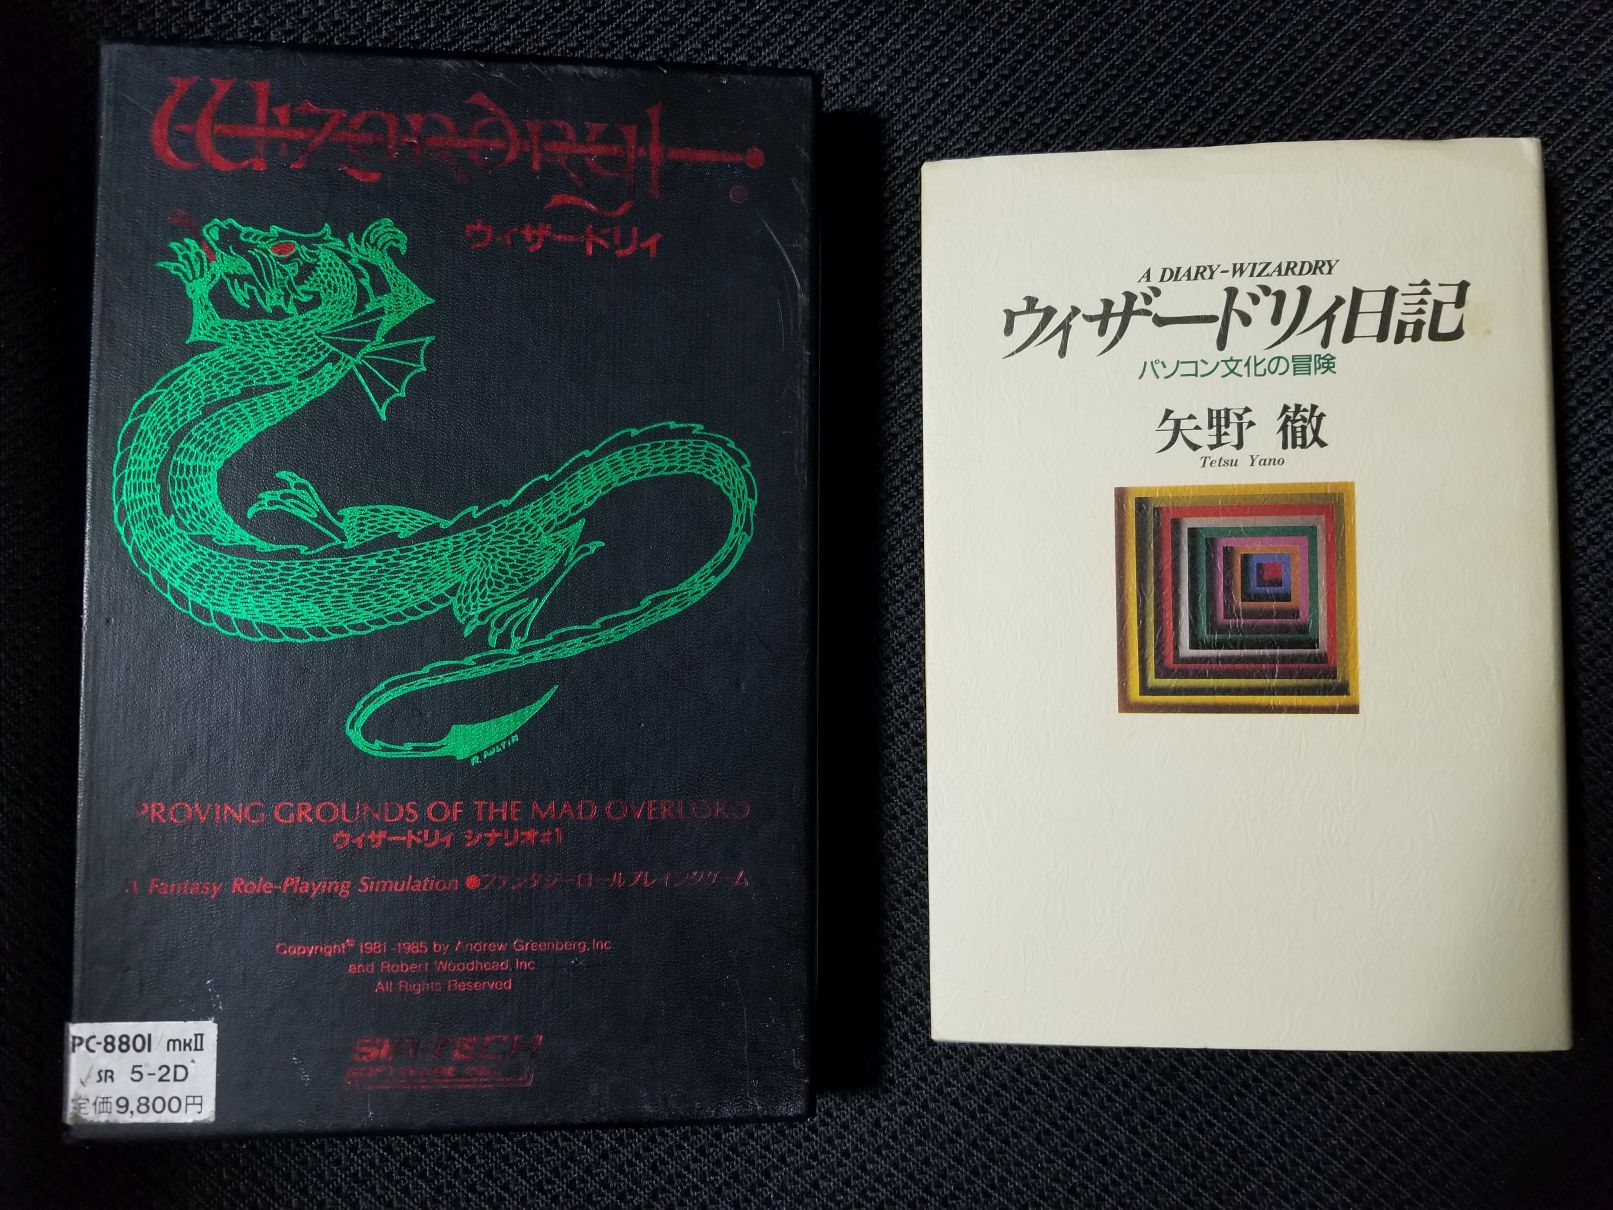 Wizardry
®
ウィザードリィ
R. AUSTIN
PROVING GROUNDS OF THE MAD OVERLORD
ウィザードリィ シナリオ#1
A Fantasy Role-Playing Simulation ●ファンタジーロールプレイングゲーム
Copyright© 1981-1985 by Andrew Greenberg, Inc.
and Robert Woodhead, Inc.
All Rights Reserved
SIR-TECH
SOFTWARE INC.
PC-8801/mkII
SR 5"-2D
定価9,800円
A DIARY-WIZARDRY
ウィザードリィ日記
パソコン文化の冒険
矢野 徹
Tetsu Yano